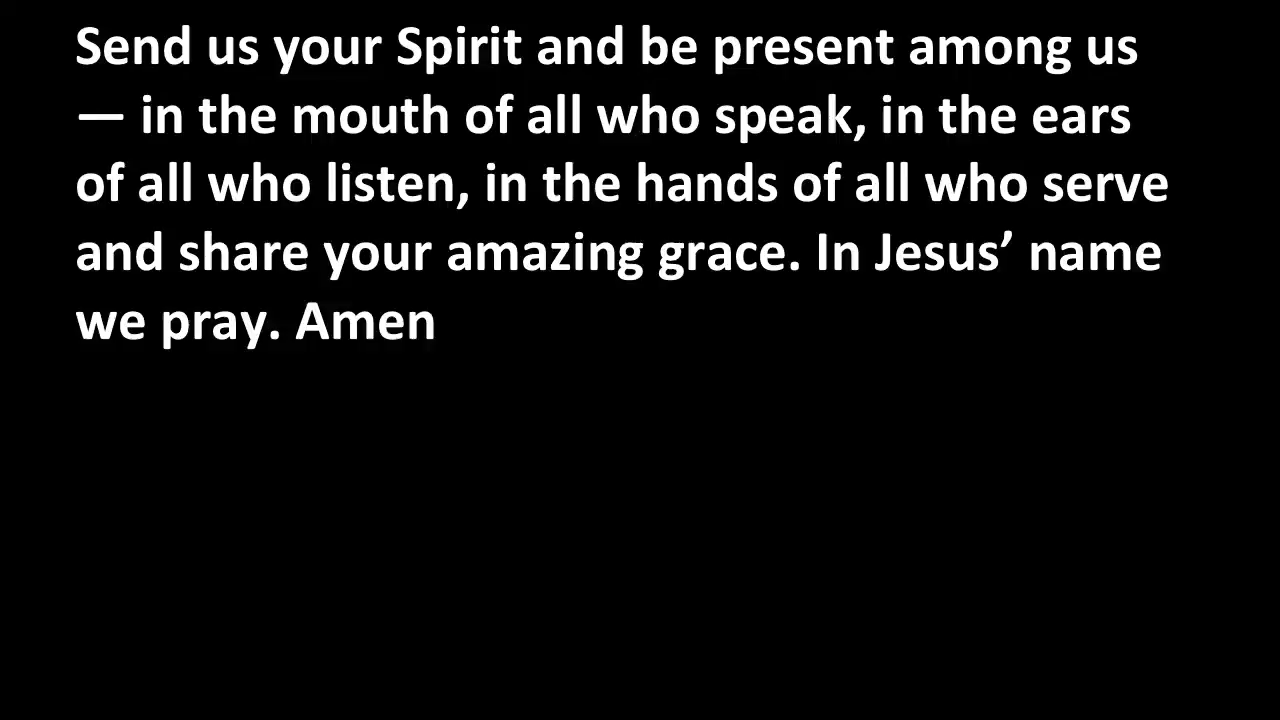 Send us your Spirit and be present among us
— in the mouth of all who speak, in the ears
of all who listen, in the hands of all who serve
and share your amazing grace. In Jesus’ name
we pray. Amen